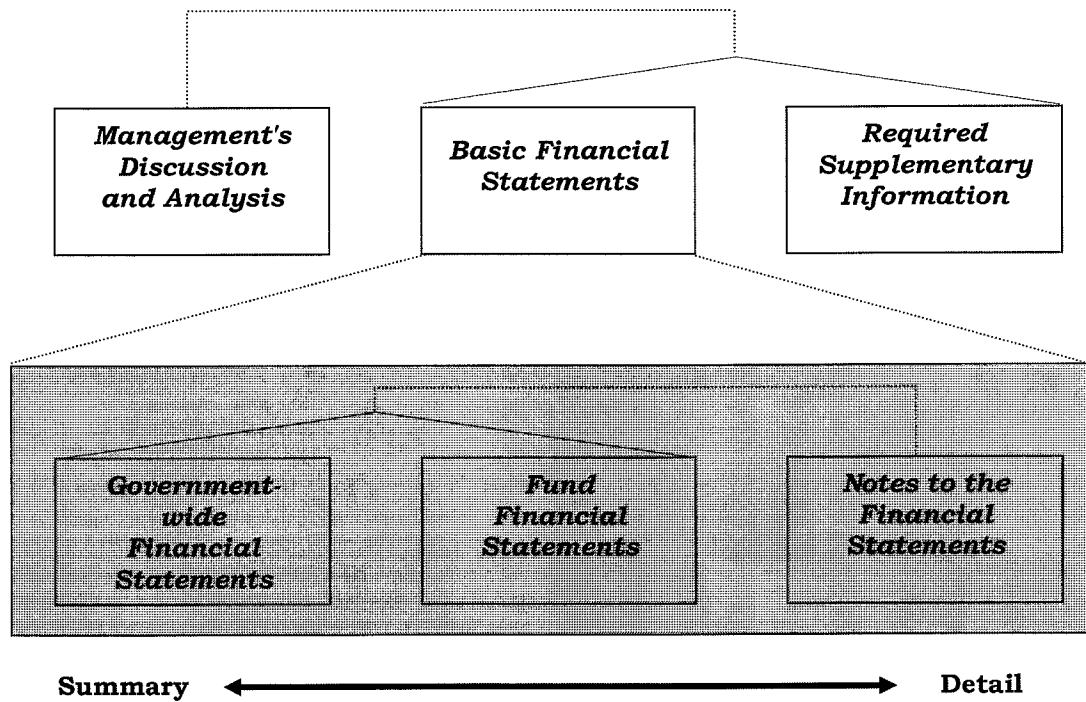 Management's
Discussion
and Analysis
Basic Financial
Statements
Required
Supplementary
Information
Government-
wide
Financial
Statements
Fund
Financial
Statements
Notes to the
Financial
Statements
Summary
Detail